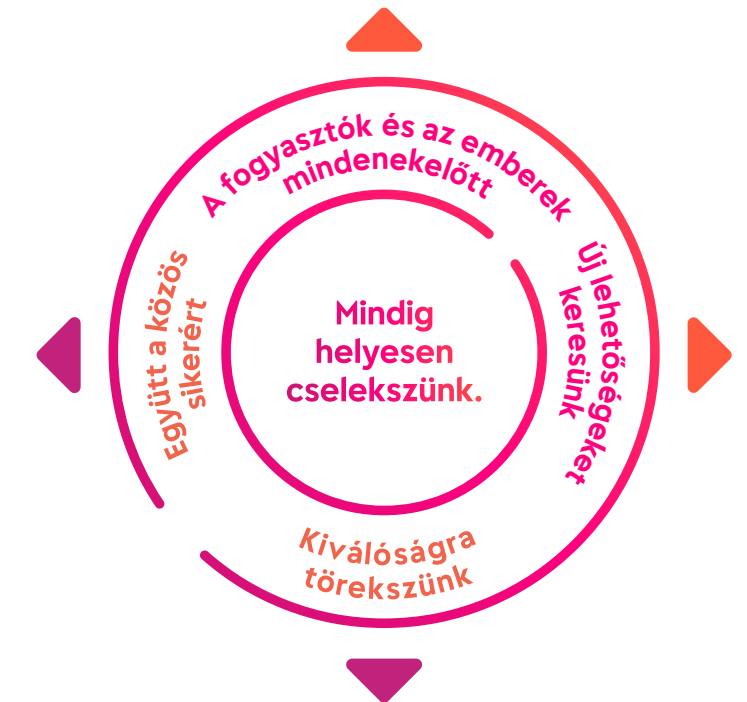 A fogyasztók és az emberek
mindenekelőtt
Új lehetőségeket
keresünk
Együtt a közös
sikerért
Mindig
helyesen
cselekszünk.
Kiválóságra
törekszünk